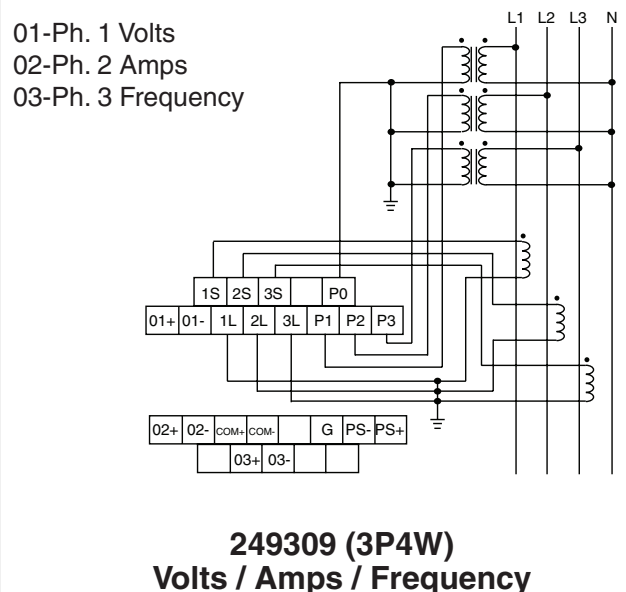 L1 L2 L3 N
01-Ph. 1 Volts
02-Ph. 2 Amps
03-Ph. 3 Frequency
1S 2S 3S P0
01+ 01- 1L 2L 3L P1 P2 P3
02+ 02- COM+ COM- G PS- PS+
03+ 03-
249309 (3P4W)
Volts / Amps / Frequency